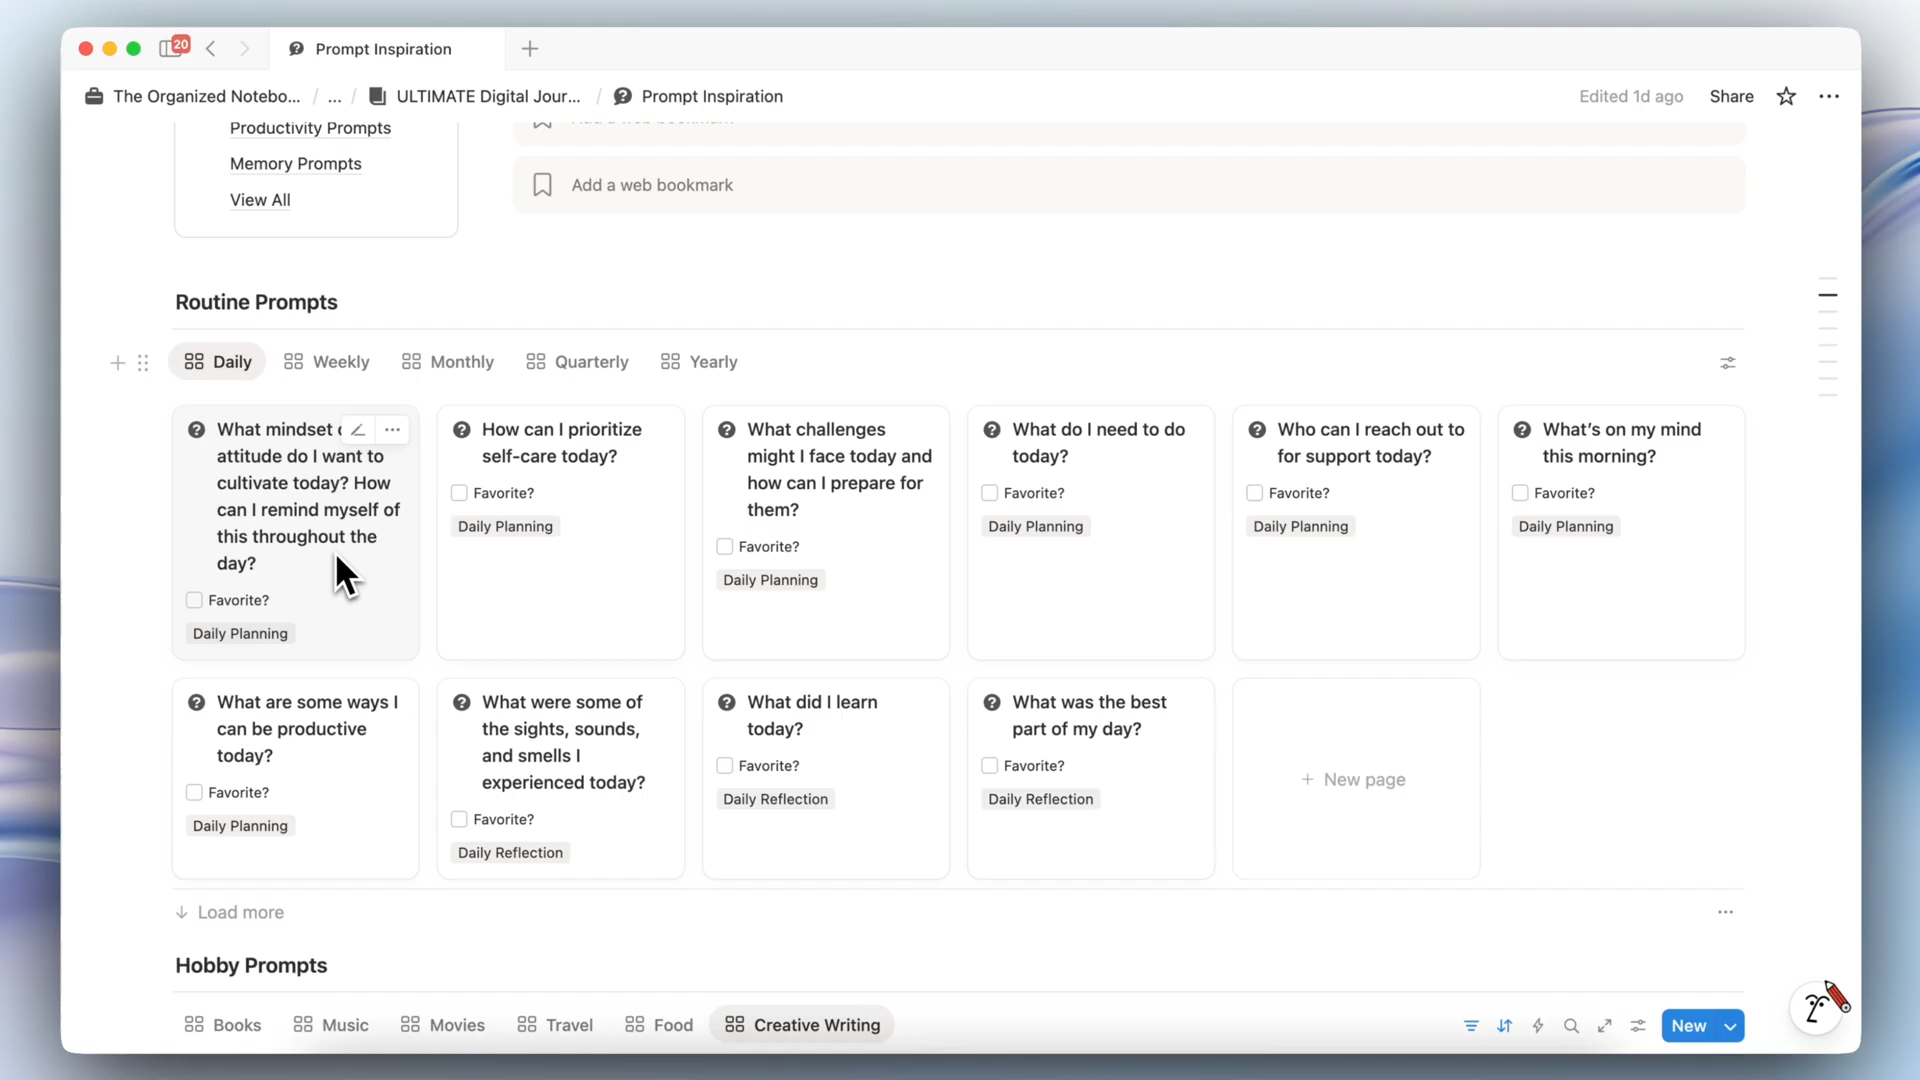 20
Prompt Inspiration
The Organized Notebo... / ... / ULTIMATE Digital Jour... / Prompt Inspiration
Edited 1d ago
Share
Productivity Prompts
Memory Prompts
View All
Add a web bookmark
Routine Prompts
Daily
Weekly
Monthly
Quarterly
Yearly
What mindset
attitude do I want to
cultivate today? How
can I remind myself of
this throughout the
day?
Favorite?
Daily Planning
How can I prioritize
self-care today?
Favorite?
Daily Planning
What challenges
might I face today and
how can I prepare for
them?
Favorite?
Daily Planning
What do I need to do
today?
Favorite?
Daily Planning
Who can I reach out to
for support today?
Favorite?
Daily Planning
What's on my mind
this morning?
Favorite?
Daily Planning
What are some ways I
can be productive
today?
Favorite?
Daily Planning
What were some of
the sights, sounds,
and smells I
experienced today?
Favorite?
Daily Reflection
What did I learn
today?
Favorite?
Daily Reflection
What was the best
part of my day?
Favorite?
Daily Reflection
+ New page
Load more
Hobby Prompts
Books
Music
Movies
Travel
Food
Creative Writing
New